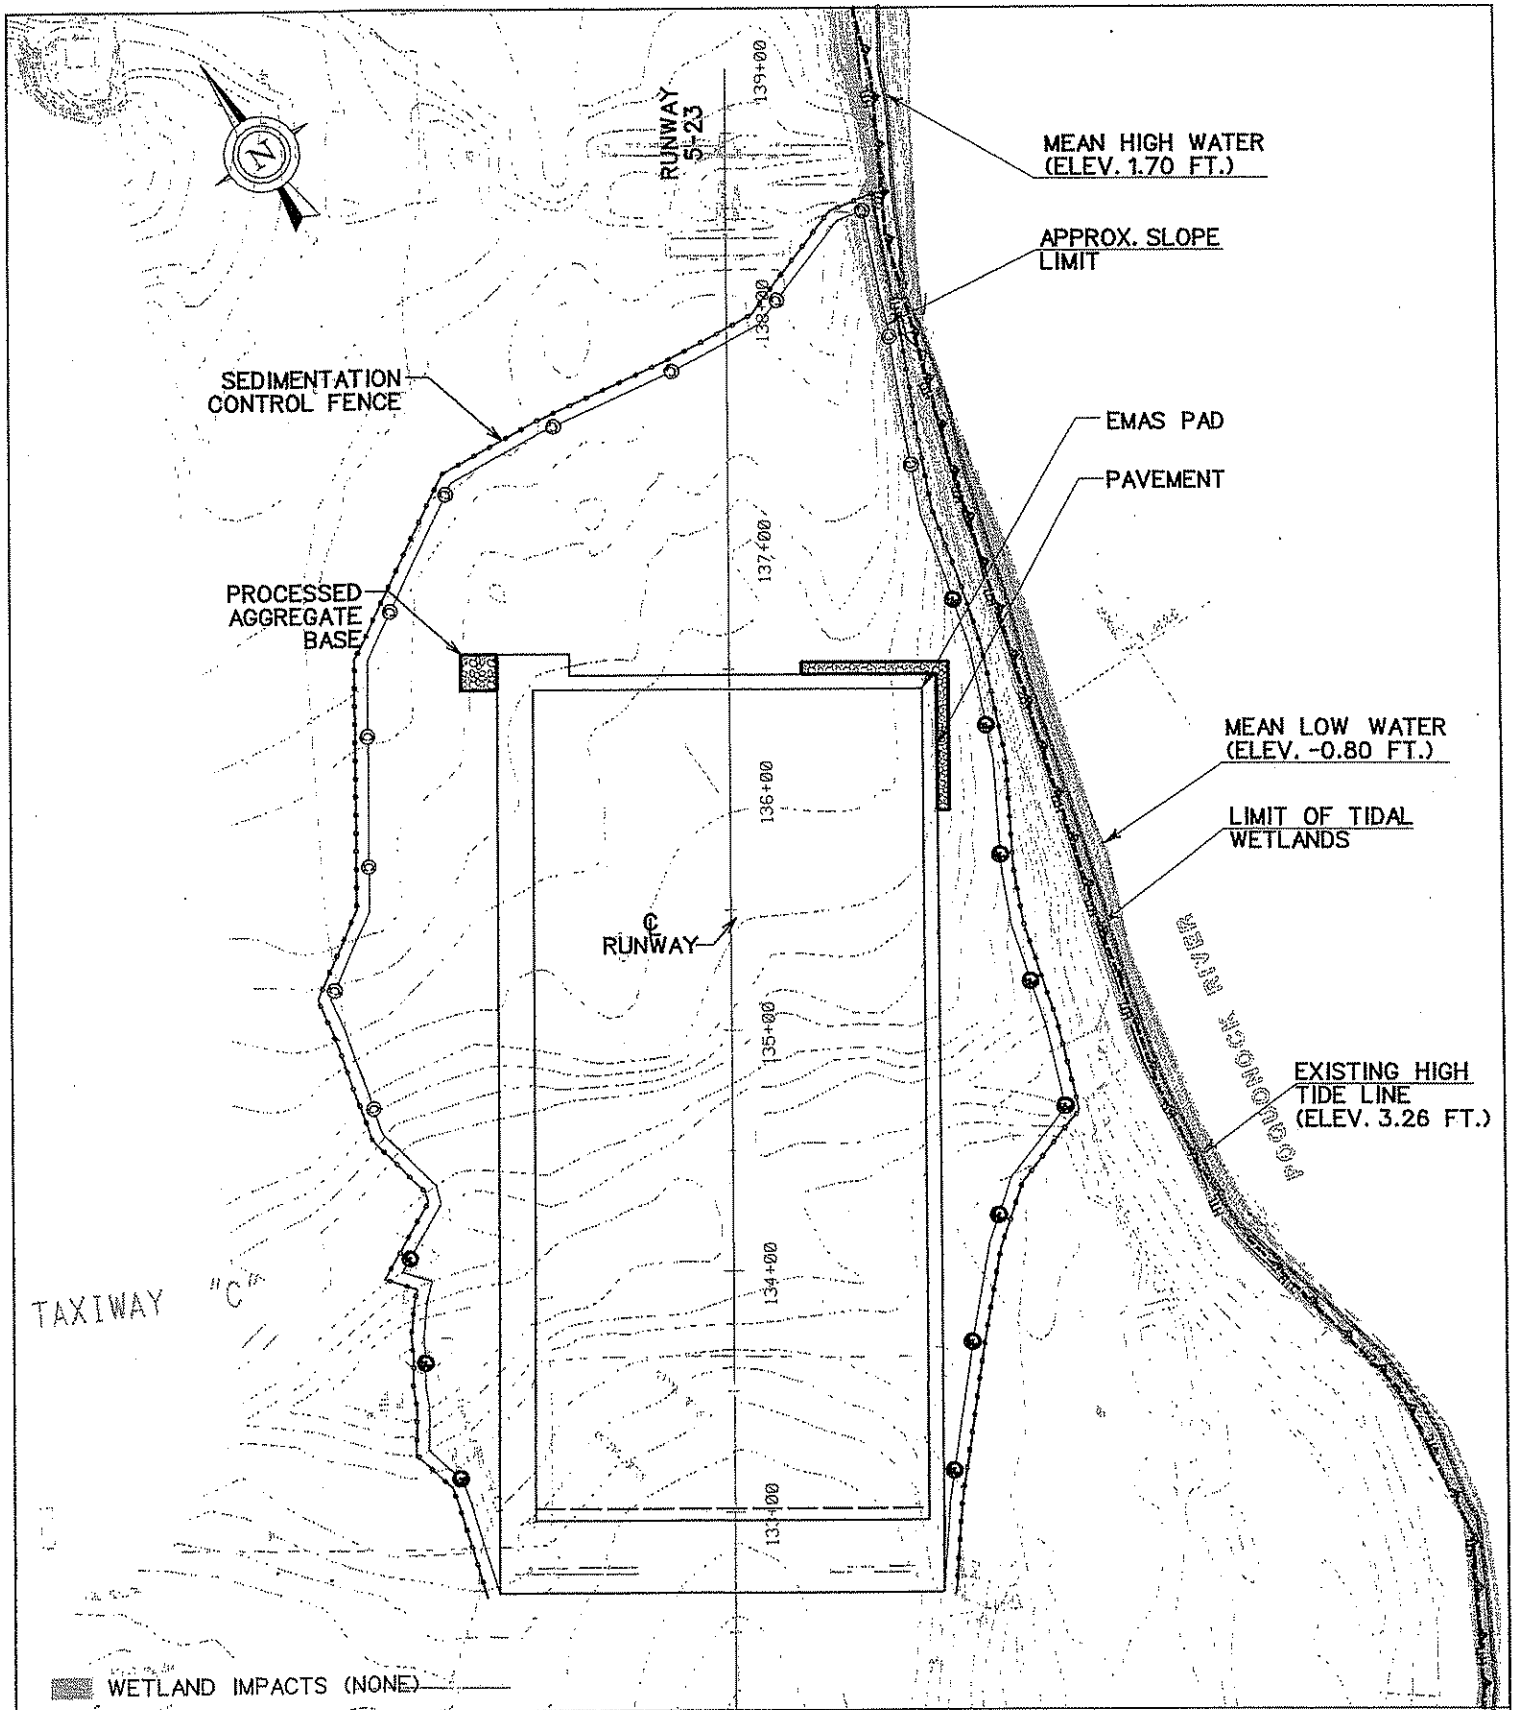 139+00
RUNWAY
5-23
N
MEAN HIGH WATER
(ELEV. 1.70 FT.)
APPROX. SLOPE
LIMIT
138+00
SEDIMENTATION
CONTROL FENCE
EMAS PAD
PAVEMENT
137+00
PROCESSED
AGGREGATE
BASE
MEAN LOW WATER
(ELEV. -0.80 FT.)
136+00
LIMIT OF TIDAL
WETLANDS
℄
RUNWAY
POQUONOCK RIVER
135+00
EXISTING HIGH
TIDE LINE
(ELEV. 3.26 FT.)
134+00
TAXIWAY "C"
133+00
WETLAND IMPACTS (NONE)